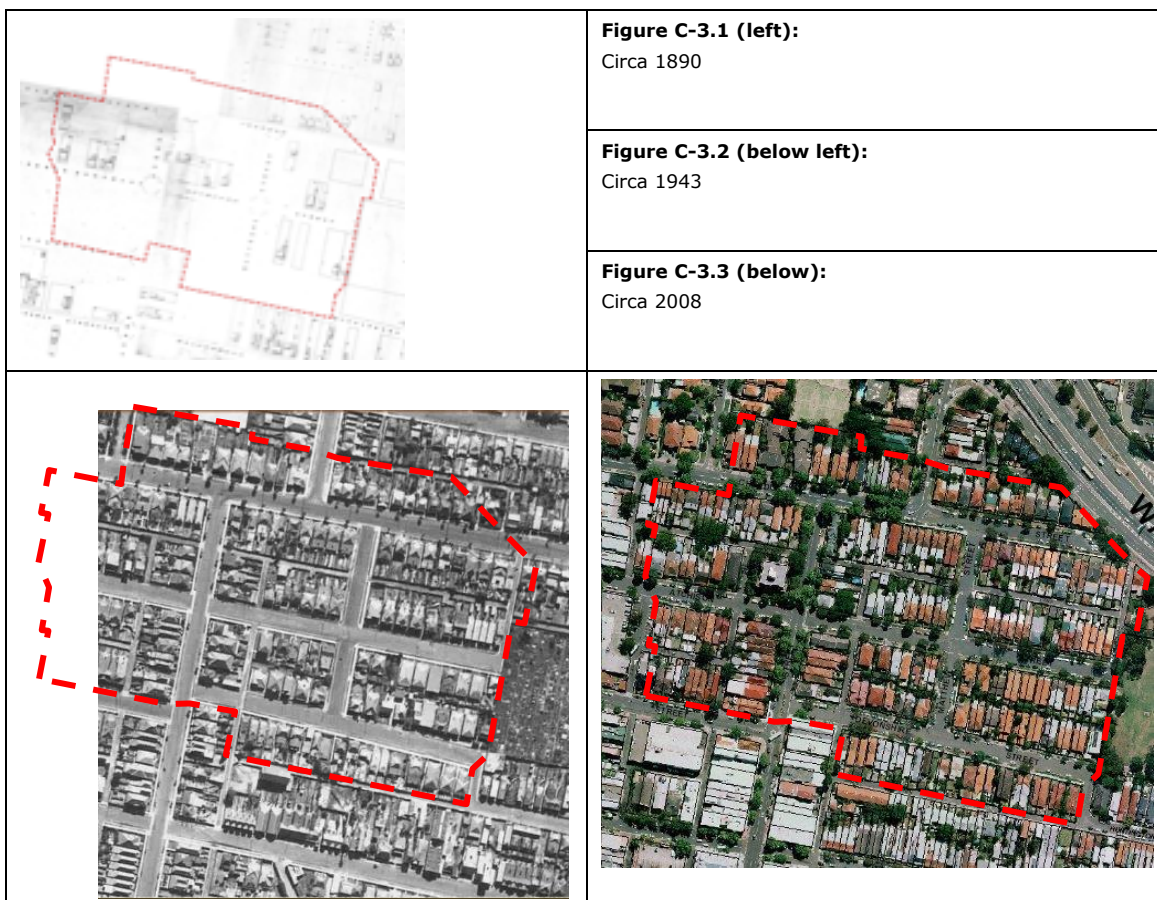 Figure C-3.1 (left):
Circa 1890
Figure C-3.2 (below left):
Circa 1943
Figure C-3.3 (below):
Circa 2008
W
STREET